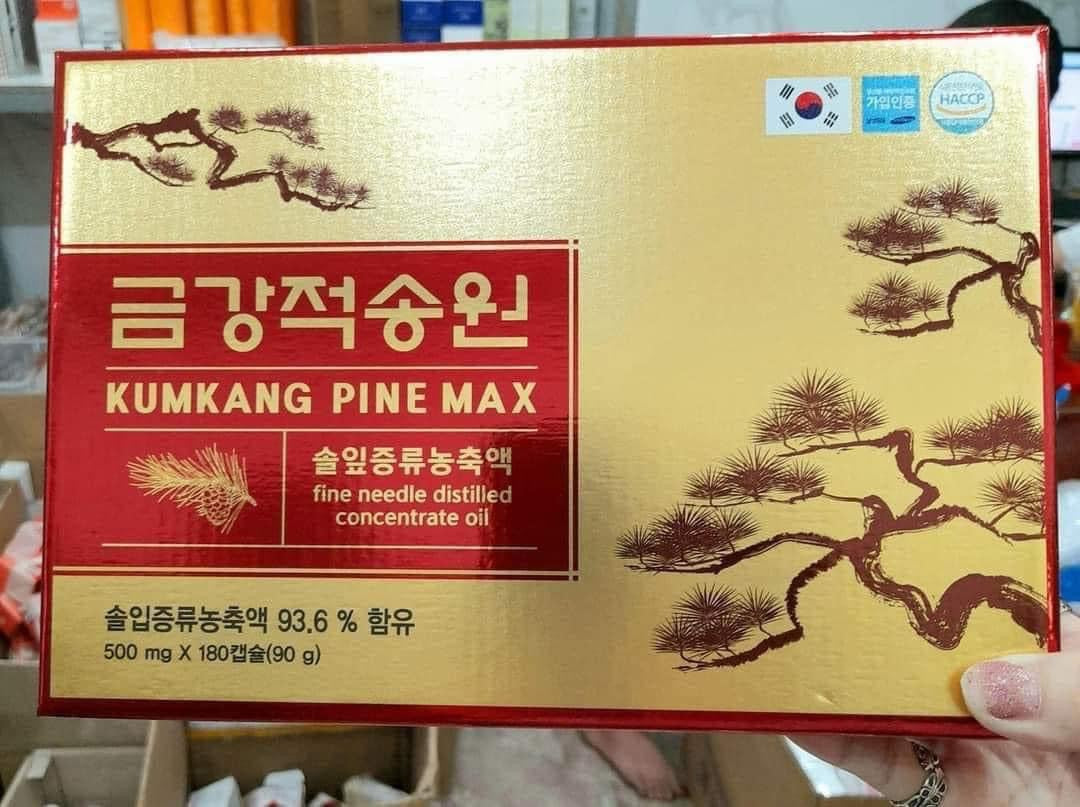 가입인증
HACCP
금강적송원
KUMKANG PINE MAX
솔잎증류농축액
fine needle distilled
concentrate oil
솔입증류농축액 93.6 % 함유
500 mg X 180캡슐(90 g)